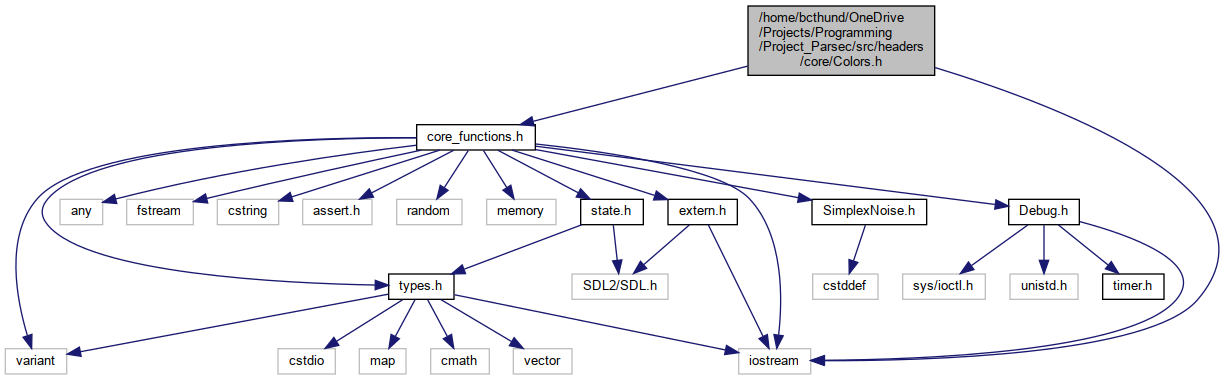 /home/bcthund/OneDrive
/Projects/Programming
/Project_Parsec/src/headers
/core/Colors.h
core_functions.h
any
fstream
cstring
assert.h
random
memory
state.h
extern.h
SimplexNoise.h
Debug.h
types.h
SDL2/SDL.h
cstddef
sys/ioctl.h
unistd.h
timer.h
variant
cstdio
map
cmath
vector
iostream